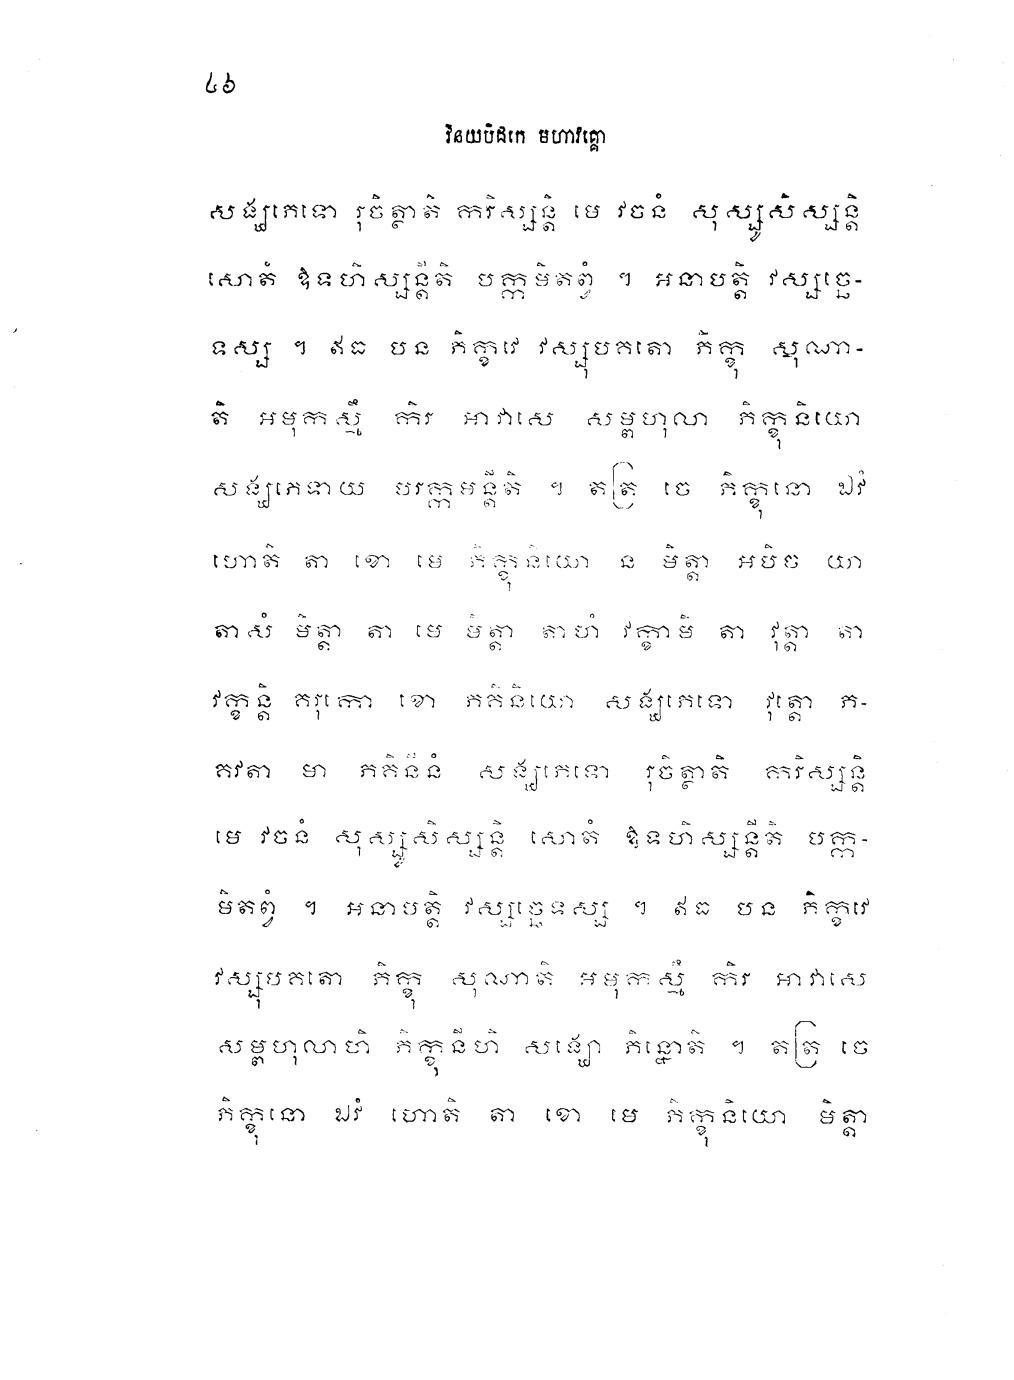 ៤៦
វិនយបិដកេ មហាវគ្គោ
សង្ឃភេទោ រុចិត្ថាតិ ករិស្សន្តិ មេ វចនំ សុស្សូសិស្សន្តិ
សោតំ ឱទហិស្សន្តីតិ បក្កមិតព្វំ ។ អនាបត្តិ វស្សច្ឆេ-
ទស្ស ។ ឥធ បន ភិក្ខវេ វស្សុបគតោ ភិក្ខុ សុណា-
តិ អមុកស្មឹ កិរ អាវាសេ សម្ពហុលា ភិក្ខុនិយោ
សង្ឃភេទាយ បរក្កមន្តីតិ ។ តត្រ ចេ ភិក្ខុនោ ឯវំ
ហោតិ តា ខោ មេ ភិក្ខុនិយោ ន មិត្តា អបិច យា
តាសំ មិត្តា តា មេ មិត្តា តាហំ វក្ខាមិ តា វុត្តា តា
វក្ខន្តិ គរុកោ ខោ ភគិនិយោ សង្ឃភេទោ វុត្តោ ភ-
គវតា មា ភគិនីនំ សង្ឃភេទោ រុចិត្ថាតិ ករិស្សន្តិ
មេ វចនំ សុស្សូសិស្សន្តិ សោតំ ឱទហិស្សន្តីតិ បក្ក-
មិតព្វំ ។ អនាបត្តិ វស្សច្ឆេទស្ស ។ ឥធ បន ភិក្ខវេ
វស្សុបគតោ ភិក្ខុ សុណាតិ អមុកស្មឹ កិរ អាវាសេ
សម្ពហុលាហិ ភិក្ខុនីហិ សង្ឃោ ភិន្នោតិ ។ តត្រ ចេ
ភិក្ខុនោ ឯវំ ហោតិ តា ខោ មេ ភិក្ខុនិយោ មិត្តា